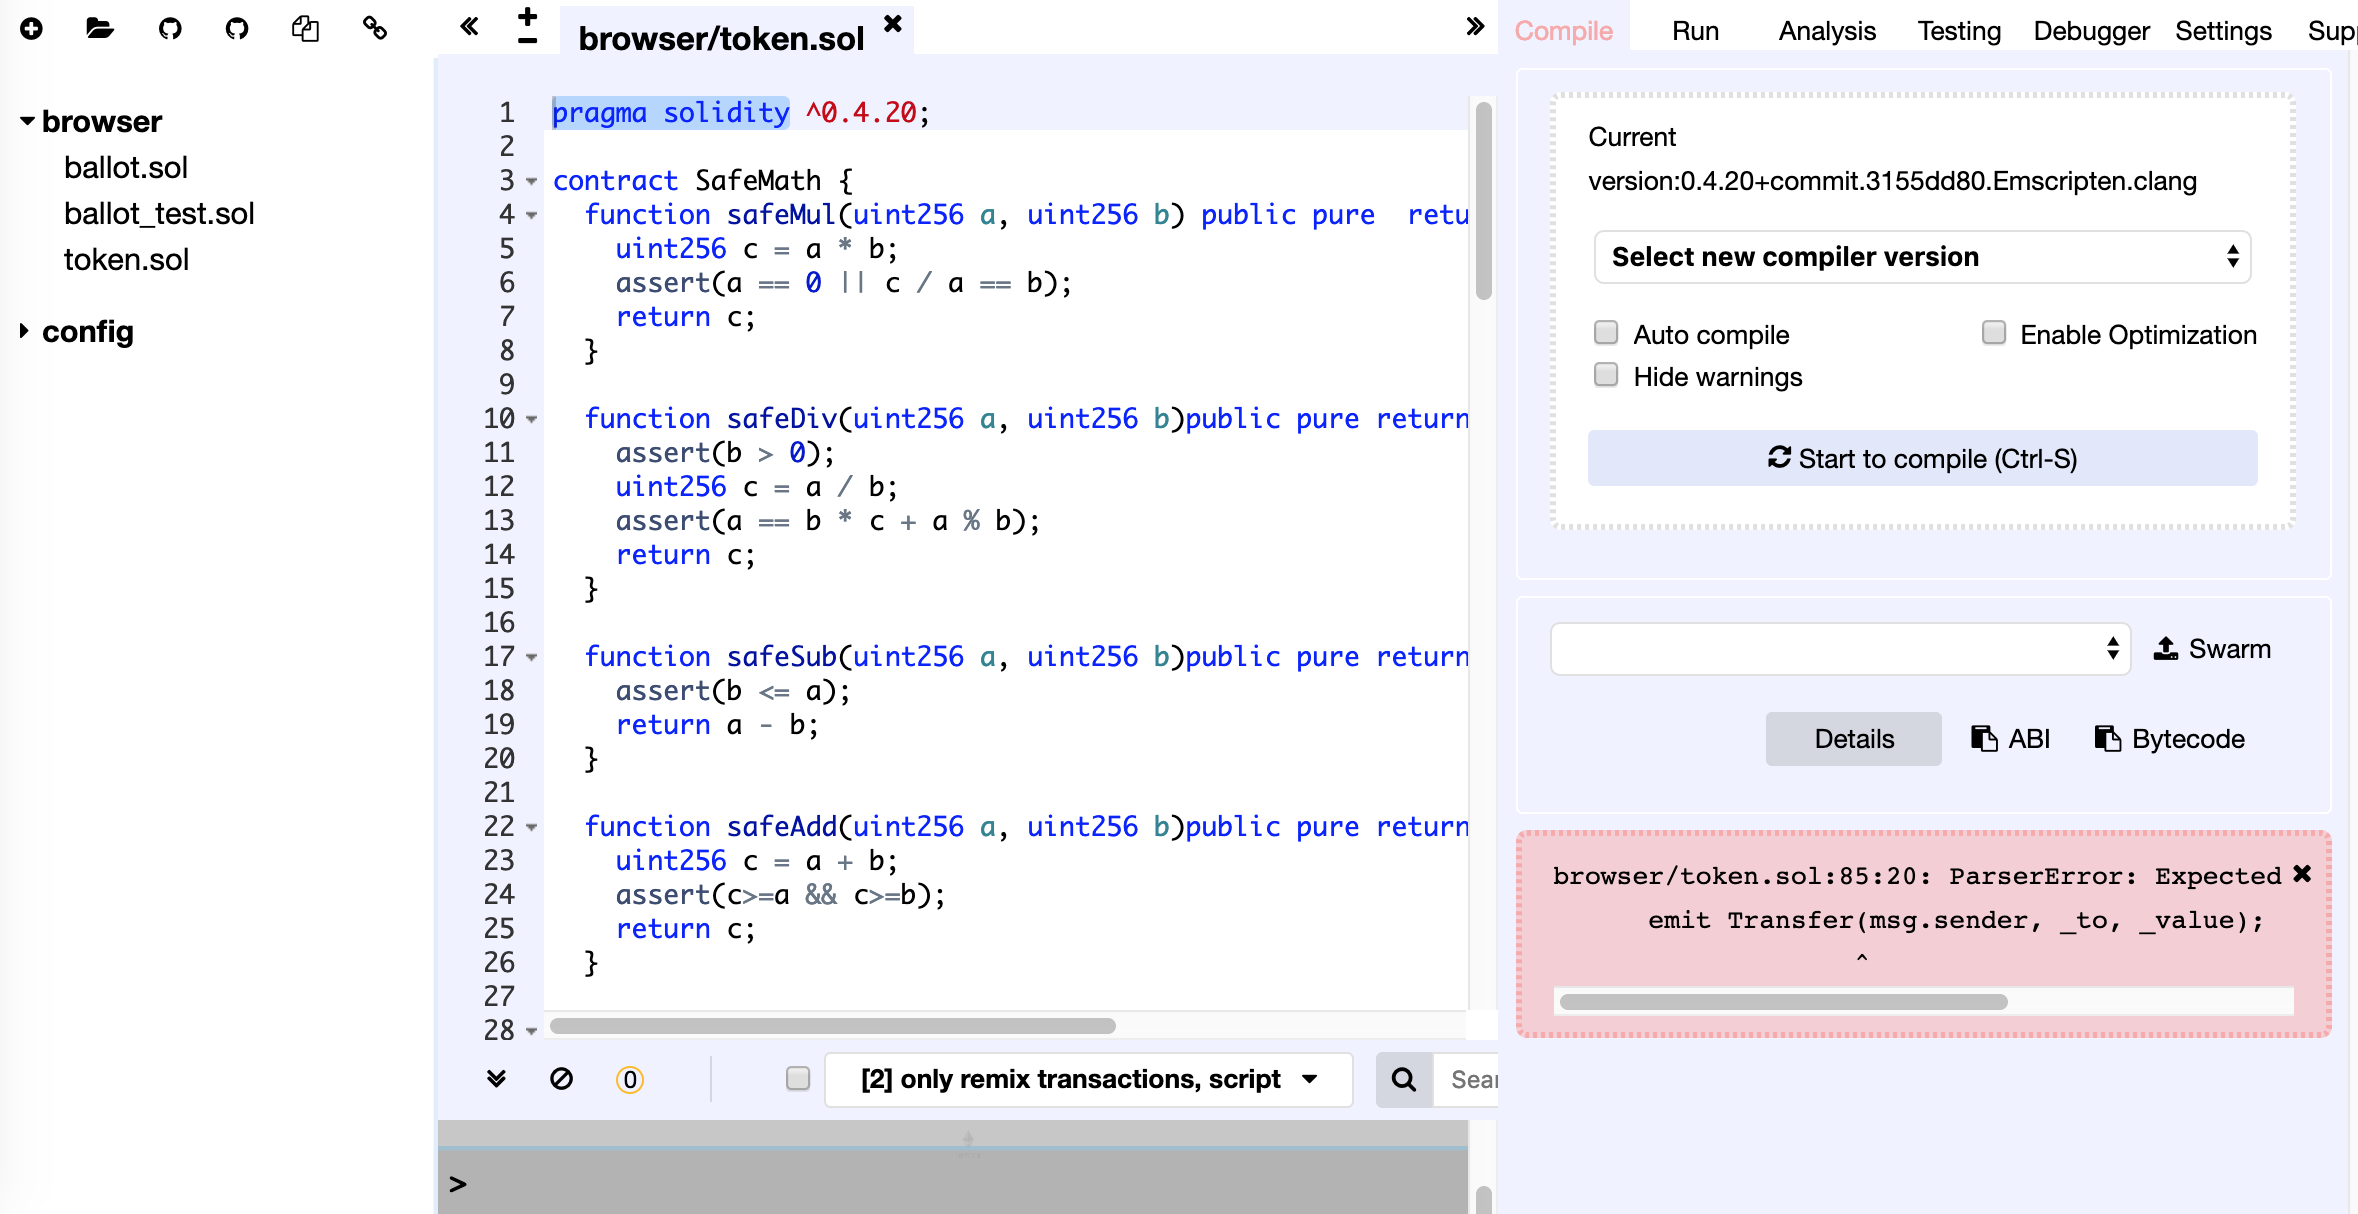 browser/token.sol
Compile Run Analysis Testing Debugger Settings Supp
browser
ballot.sol
ballot_test.sol
token.sol
config
1 pragma solidity ^0.4.20;
2
3 contract SafeMath {
4 function safeMul(uint256 a, uint256 b) public pure retu
5 uint256 c = a * b;
6 assert(a == 0 || c / a == b);
7 return c;
8 }
9
10 function safeDiv(uint256 a, uint256 b)public pure return
11 assert(b > 0);
12 uint256 c = a / b;
13 assert(a == b * c + a % b);
14 return c;
15 }
16
17 function safeSub(uint256 a, uint256 b)public pure return
18 assert(b <= a);
19 return a - b;
20 }
21
22 function safeAdd(uint256 a, uint256 b)public pure return
23 uint256 c = a + b;
24 assert(c>=a && c>=b);
25 return c;
26 }
27
28
0 [2] only remix transactions, script Sear
>
Current
version:0.4.20+commit.3155dd80.Emscripten.clang
Select new compiler version
Auto compile Enable Optimization
Hide warnings
Start to compile (Ctrl-S)
Swarm
Details ABI Bytecode
browser/token.sol:85:20: ParserError: Expected
emit Transfer(msg.sender, _to, _value);
^